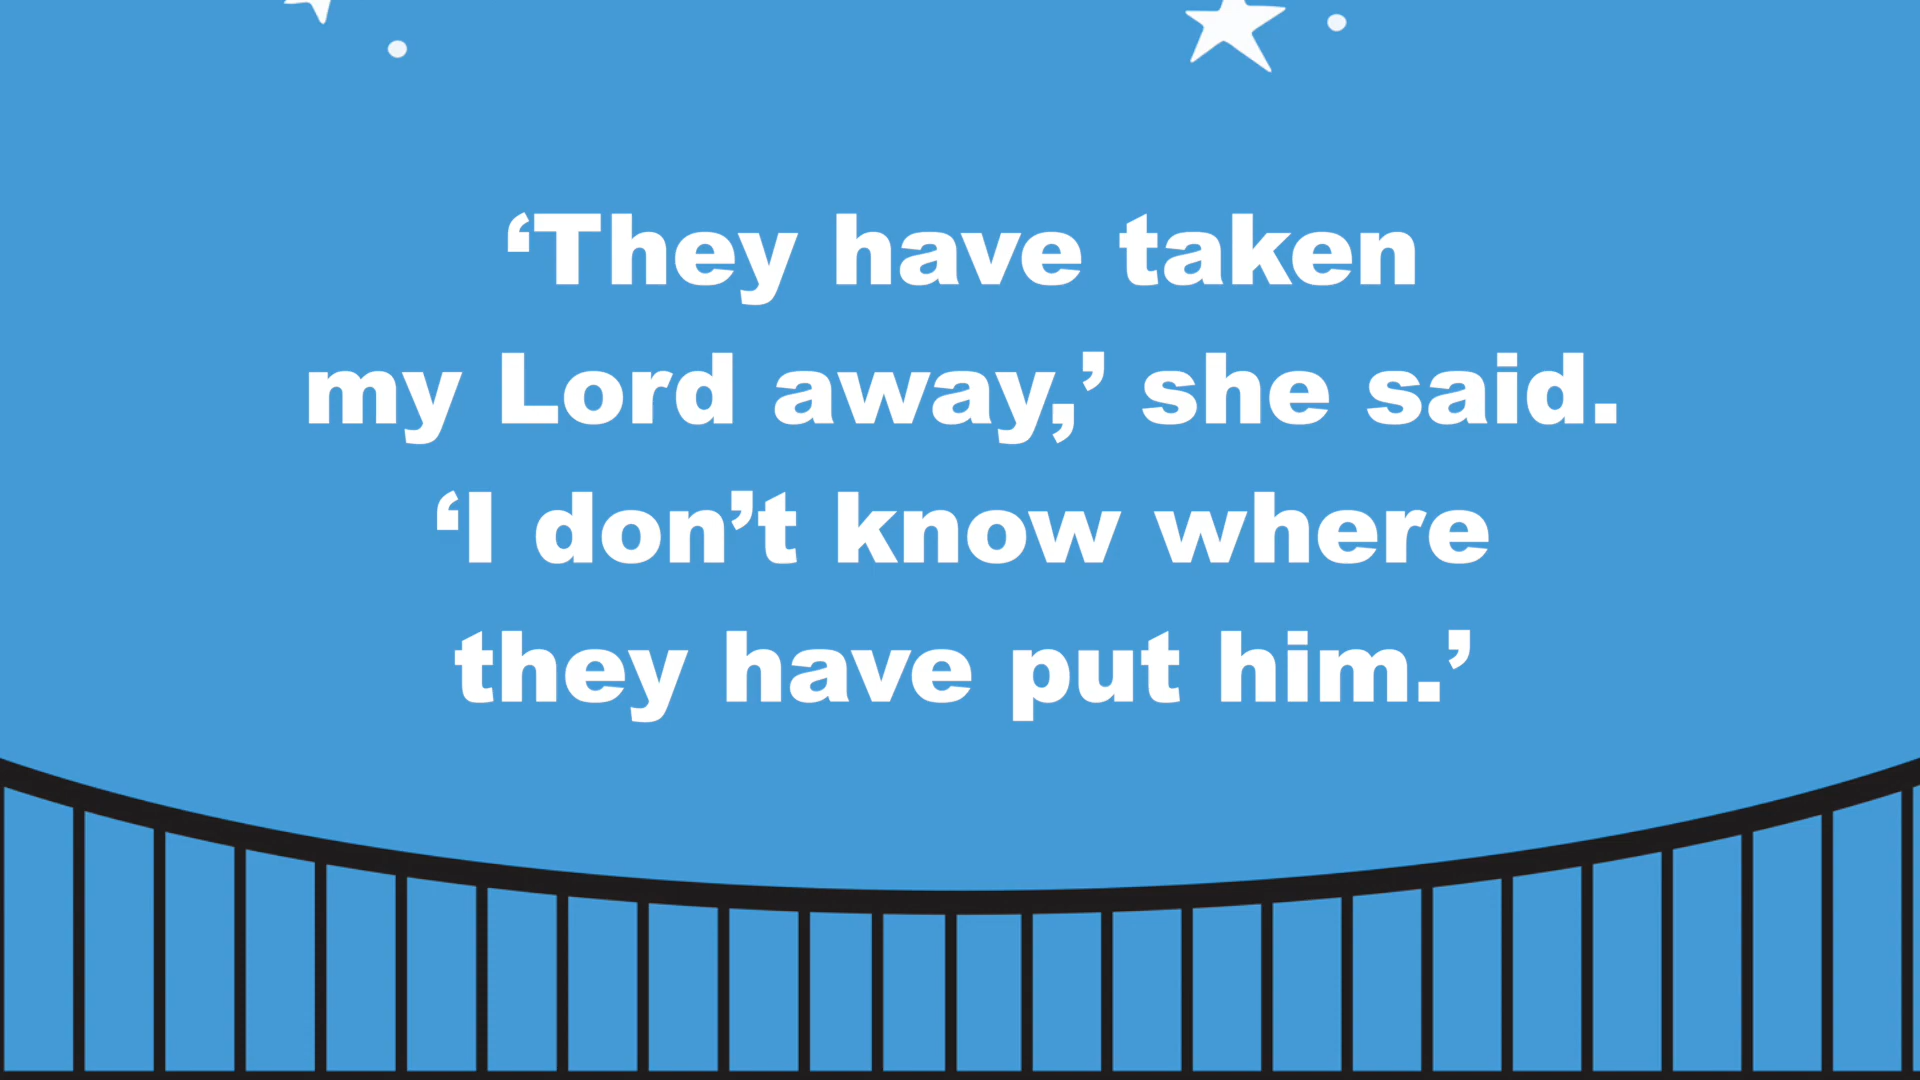 ‘They have taken
my Lord away,’ she said.
‘I don’t know where
they have put him.’